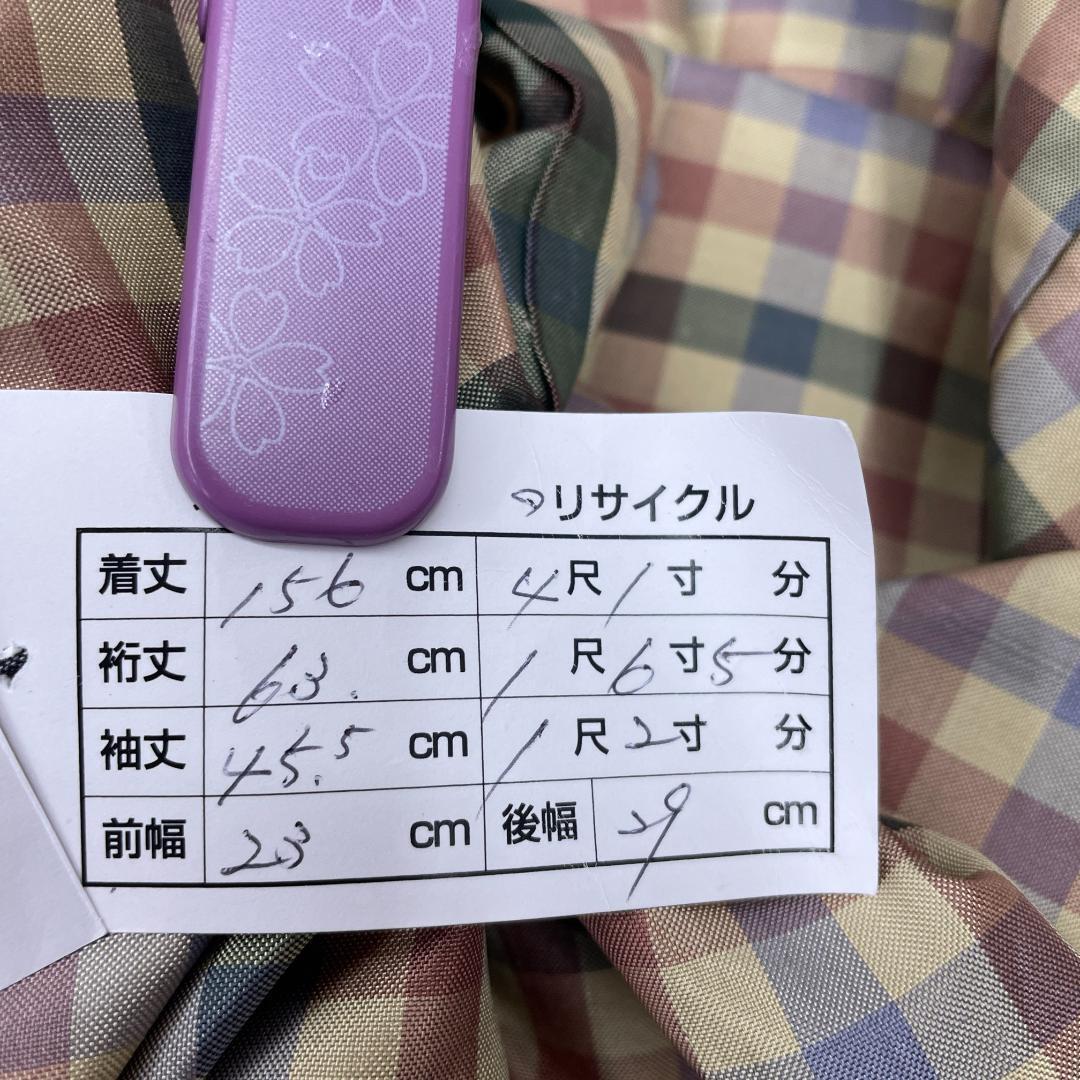 リサイクル
着丈 156 cm 4尺1寸 分
裄丈 63. cm 1尺6寸5分
袖丈 45.5 cm 1尺2寸 分
前幅 23 cm 後幅 29 cm